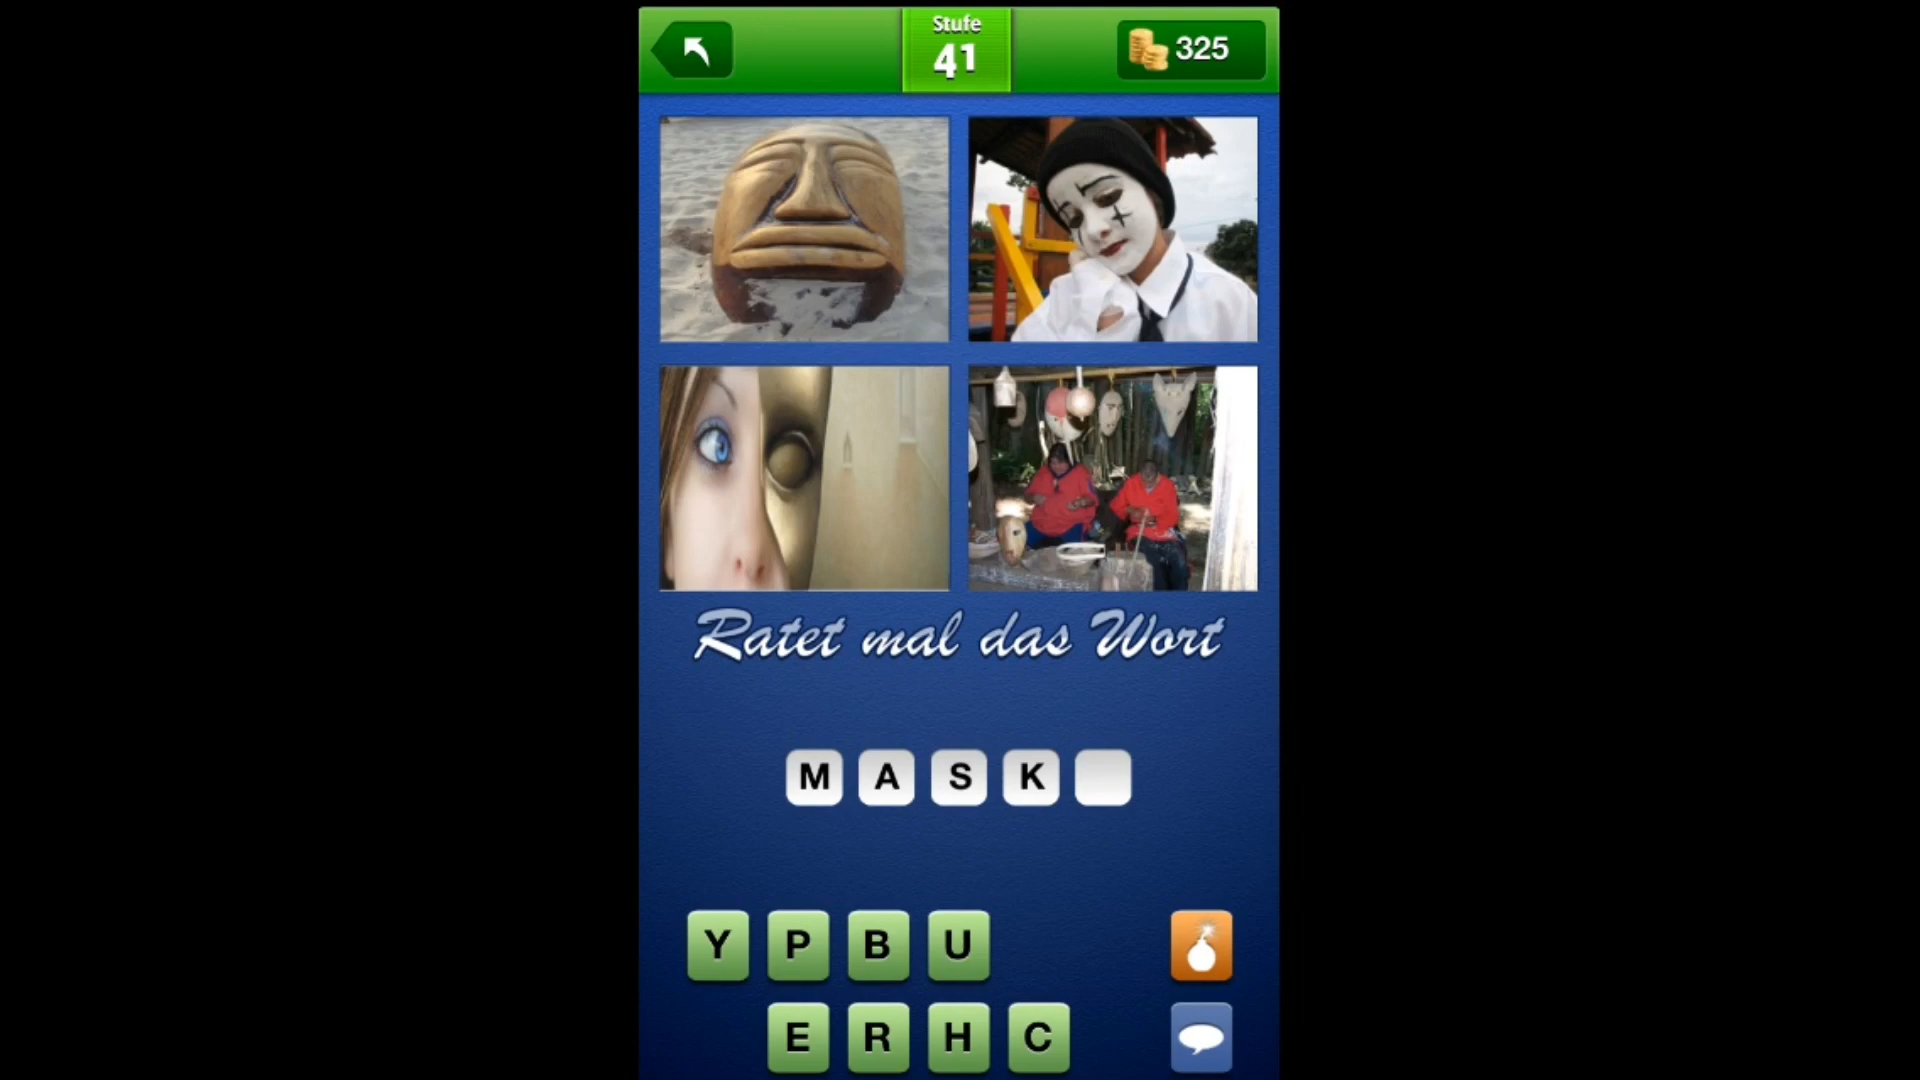 Stufe
41
325
Ratet mal das Wort
M A S K
Y P B U
E R H C